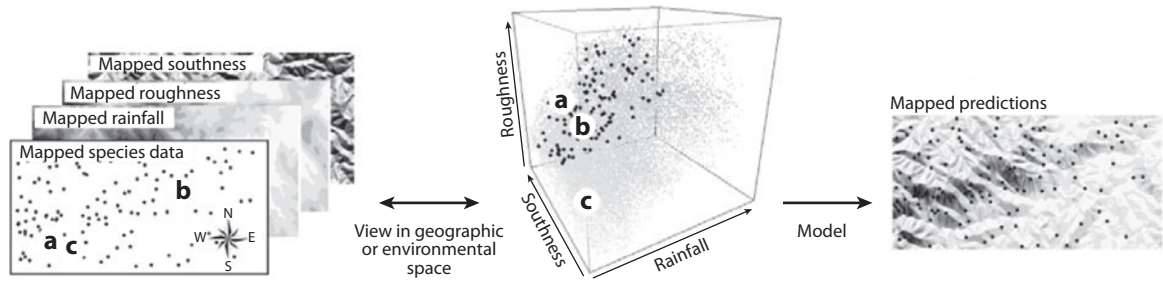 Mapped southness
Mapped roughness
Mapped rainfall
Mapped species data
b
a
c
N
W
E
S
View in geographic
or environmental
space
Roughness
a
b
c
Southness
Rainfall
Model
Mapped predictions